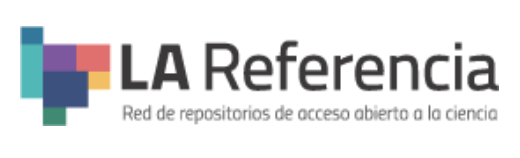 LA Referencia
Red de repositorios de acceso abierto a la ciencia